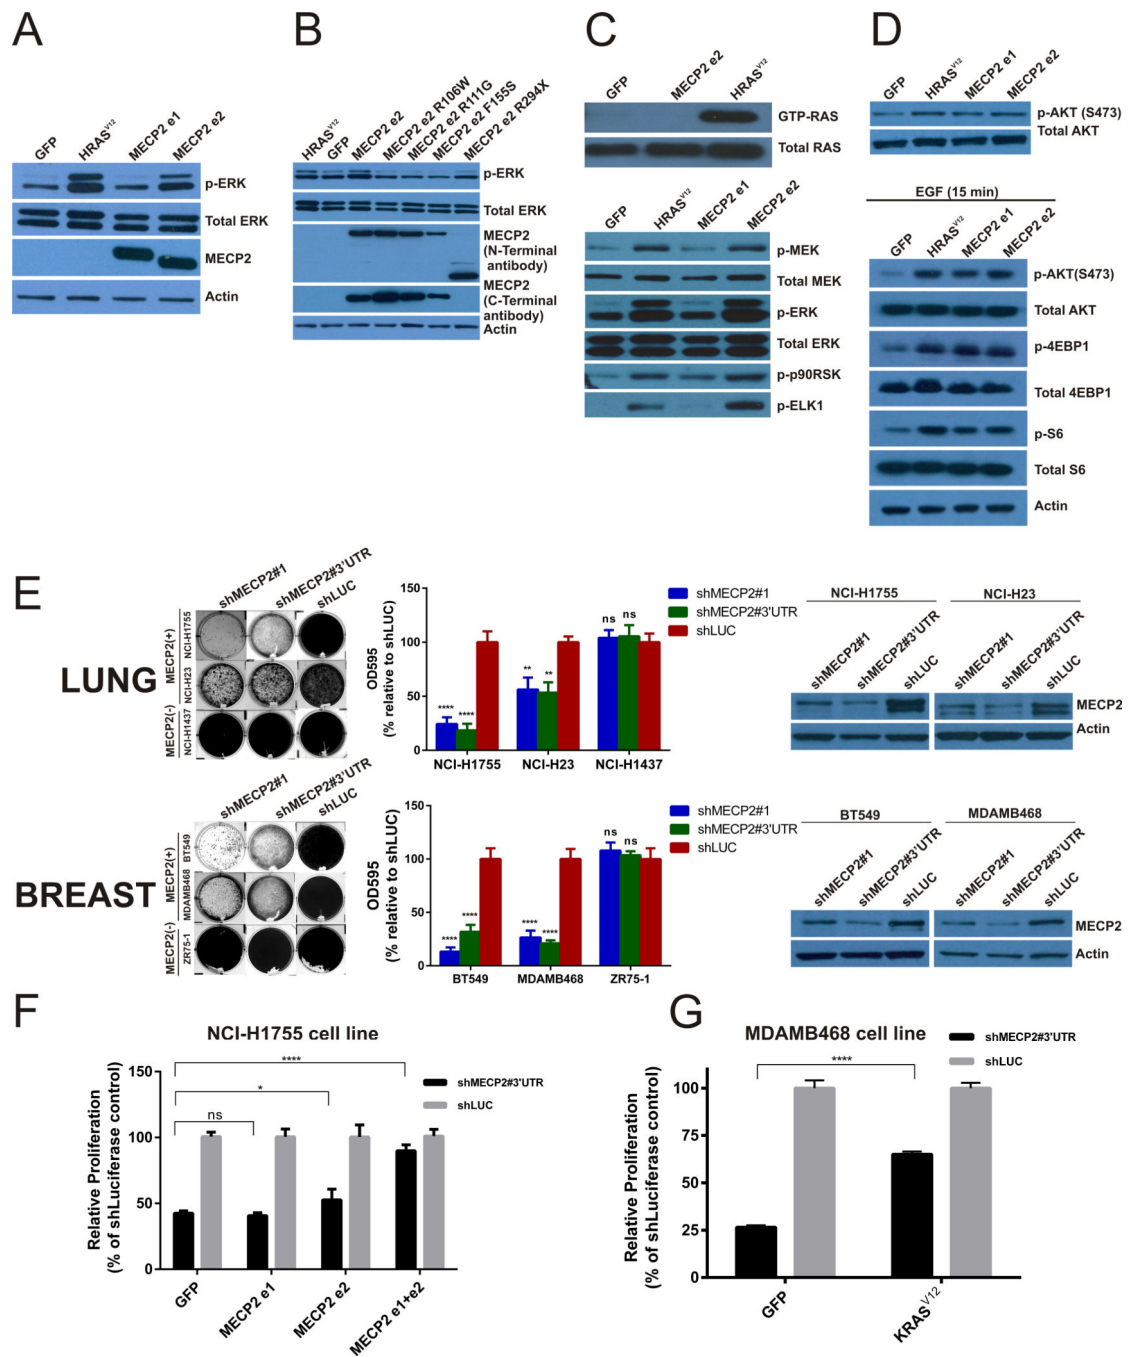 A
GFP
HRASV12
MECP2 e1
MECP2 e2
p-ERK
Total ERK
MECP2
Actin
B
HRASV12
GFP
MECP2 e2
MECP2 e2 R106W
MECP2 e2 R111G
MECP2 e2 F155S
MECP2 e2 R294X
p-ERK
Total ERK
MECP2
(N-Terminal
antibody)
MECP2
(C-Terminal
antibody)
Actin
C
GFP
MECP2 e2
HRASV12
GTP-RAS
Total RAS
GFP
HRASV12
MECP2 e1
MECP2 e2
p-MEK
Total MEK
p-ERK
Total ERK
p-p90RSK
p-ELK1
D
GFP
HRASV12
MECP2 e1
MECP2 e2
p-AKT (S473)
Total AKT
EGF (15 min)
GFP
HRASV12
MECP2 e1
MECP2 e2
p-AKT(S473)
Total AKT
p-4EBP1
Total 4EBP1
p-S6
Total S6
Actin
E
LUNG
shMECP2#1
shMECP2#3'UTR
shLUC
MECP2(+)
NCI-H1755
NCI-H23
MECP2(-)
NCI-H1437
OD595
(% relative to shLUC)
150
100
50
0
****
****
**
**
ns
ns
NCI-H1755
NCI-H23
NCI-H1437
shMECP2#1
shMECP2#3'UTR
shLUC
NCI-H1755
NCI-H23
shMECP2#1
shMECP2#3'UTR
shLUC
shMECP2#1
shMECP2#3'UTR
shLUC
MECP2
Actin
BREAST
shMECP2#1
shMECP2#3'UTR
shLUC
MECP2(+)
BT549
MDAMB468
MECP2(-)
ZR75-1
OD595
(% relative to shLUC)
150
100
50
0
****
****
****
****
ns
ns
BT549
MDAMB468
ZR75-1
shMECP2#1
shMECP2#3'UTR
shLUC
BT549
MDAMB468
shMECP2#1
shMECP2#3'UTR
shLUC
shMECP2#1
shMECP2#3'UTR
shLUC
MECP2
Actin
F
NCI-H1755 cell line
Relative Proliferation
(% of shLuciferase control)
150
100
50
0
****
*
ns
shMECP2#3'UTR
shLUC
GFP
MECP2 e1
MECP2 e2
MECP2 e1+e2
G
MDAMB468 cell line
Relative Proliferation
(% of shLuciferase control)
100
75
50
25
0
****
shMECP2#3'UTR
shLUC
GFP
KRASV12